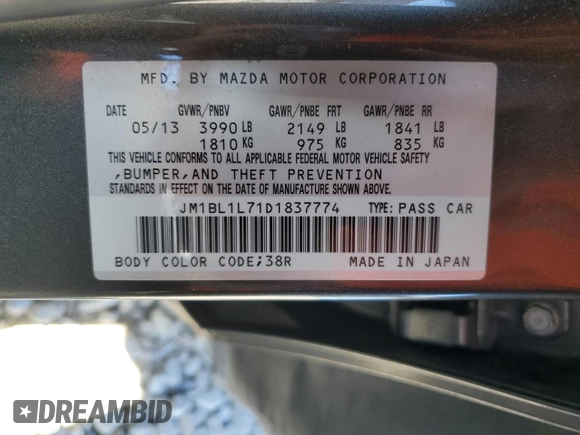 MFD. BY MAZDA MOTOR CORPORATION
DATE GVWR/PNBV GAWR/PNBE FRT GAWR/PNBE RR
05/13 3990 LB 2149 LB 1841 LB
1810 KG 975 KG 835 KG
THIS VEHICLE CONFORMS TO ALL APPLICABLE FEDERAL MOTOR VEHICLE SAFETY
,BUMPER,AND THEFT PREVENTION
STANDARDS IN EFFECT ON THE DATE OF MANUFACTURE SHOWN ABOVE.
JM1BL1L71D1837774 TYPE: PASS CAR
BODY COLOR CODE;38R MADE IN JAPAN
DREAMBID